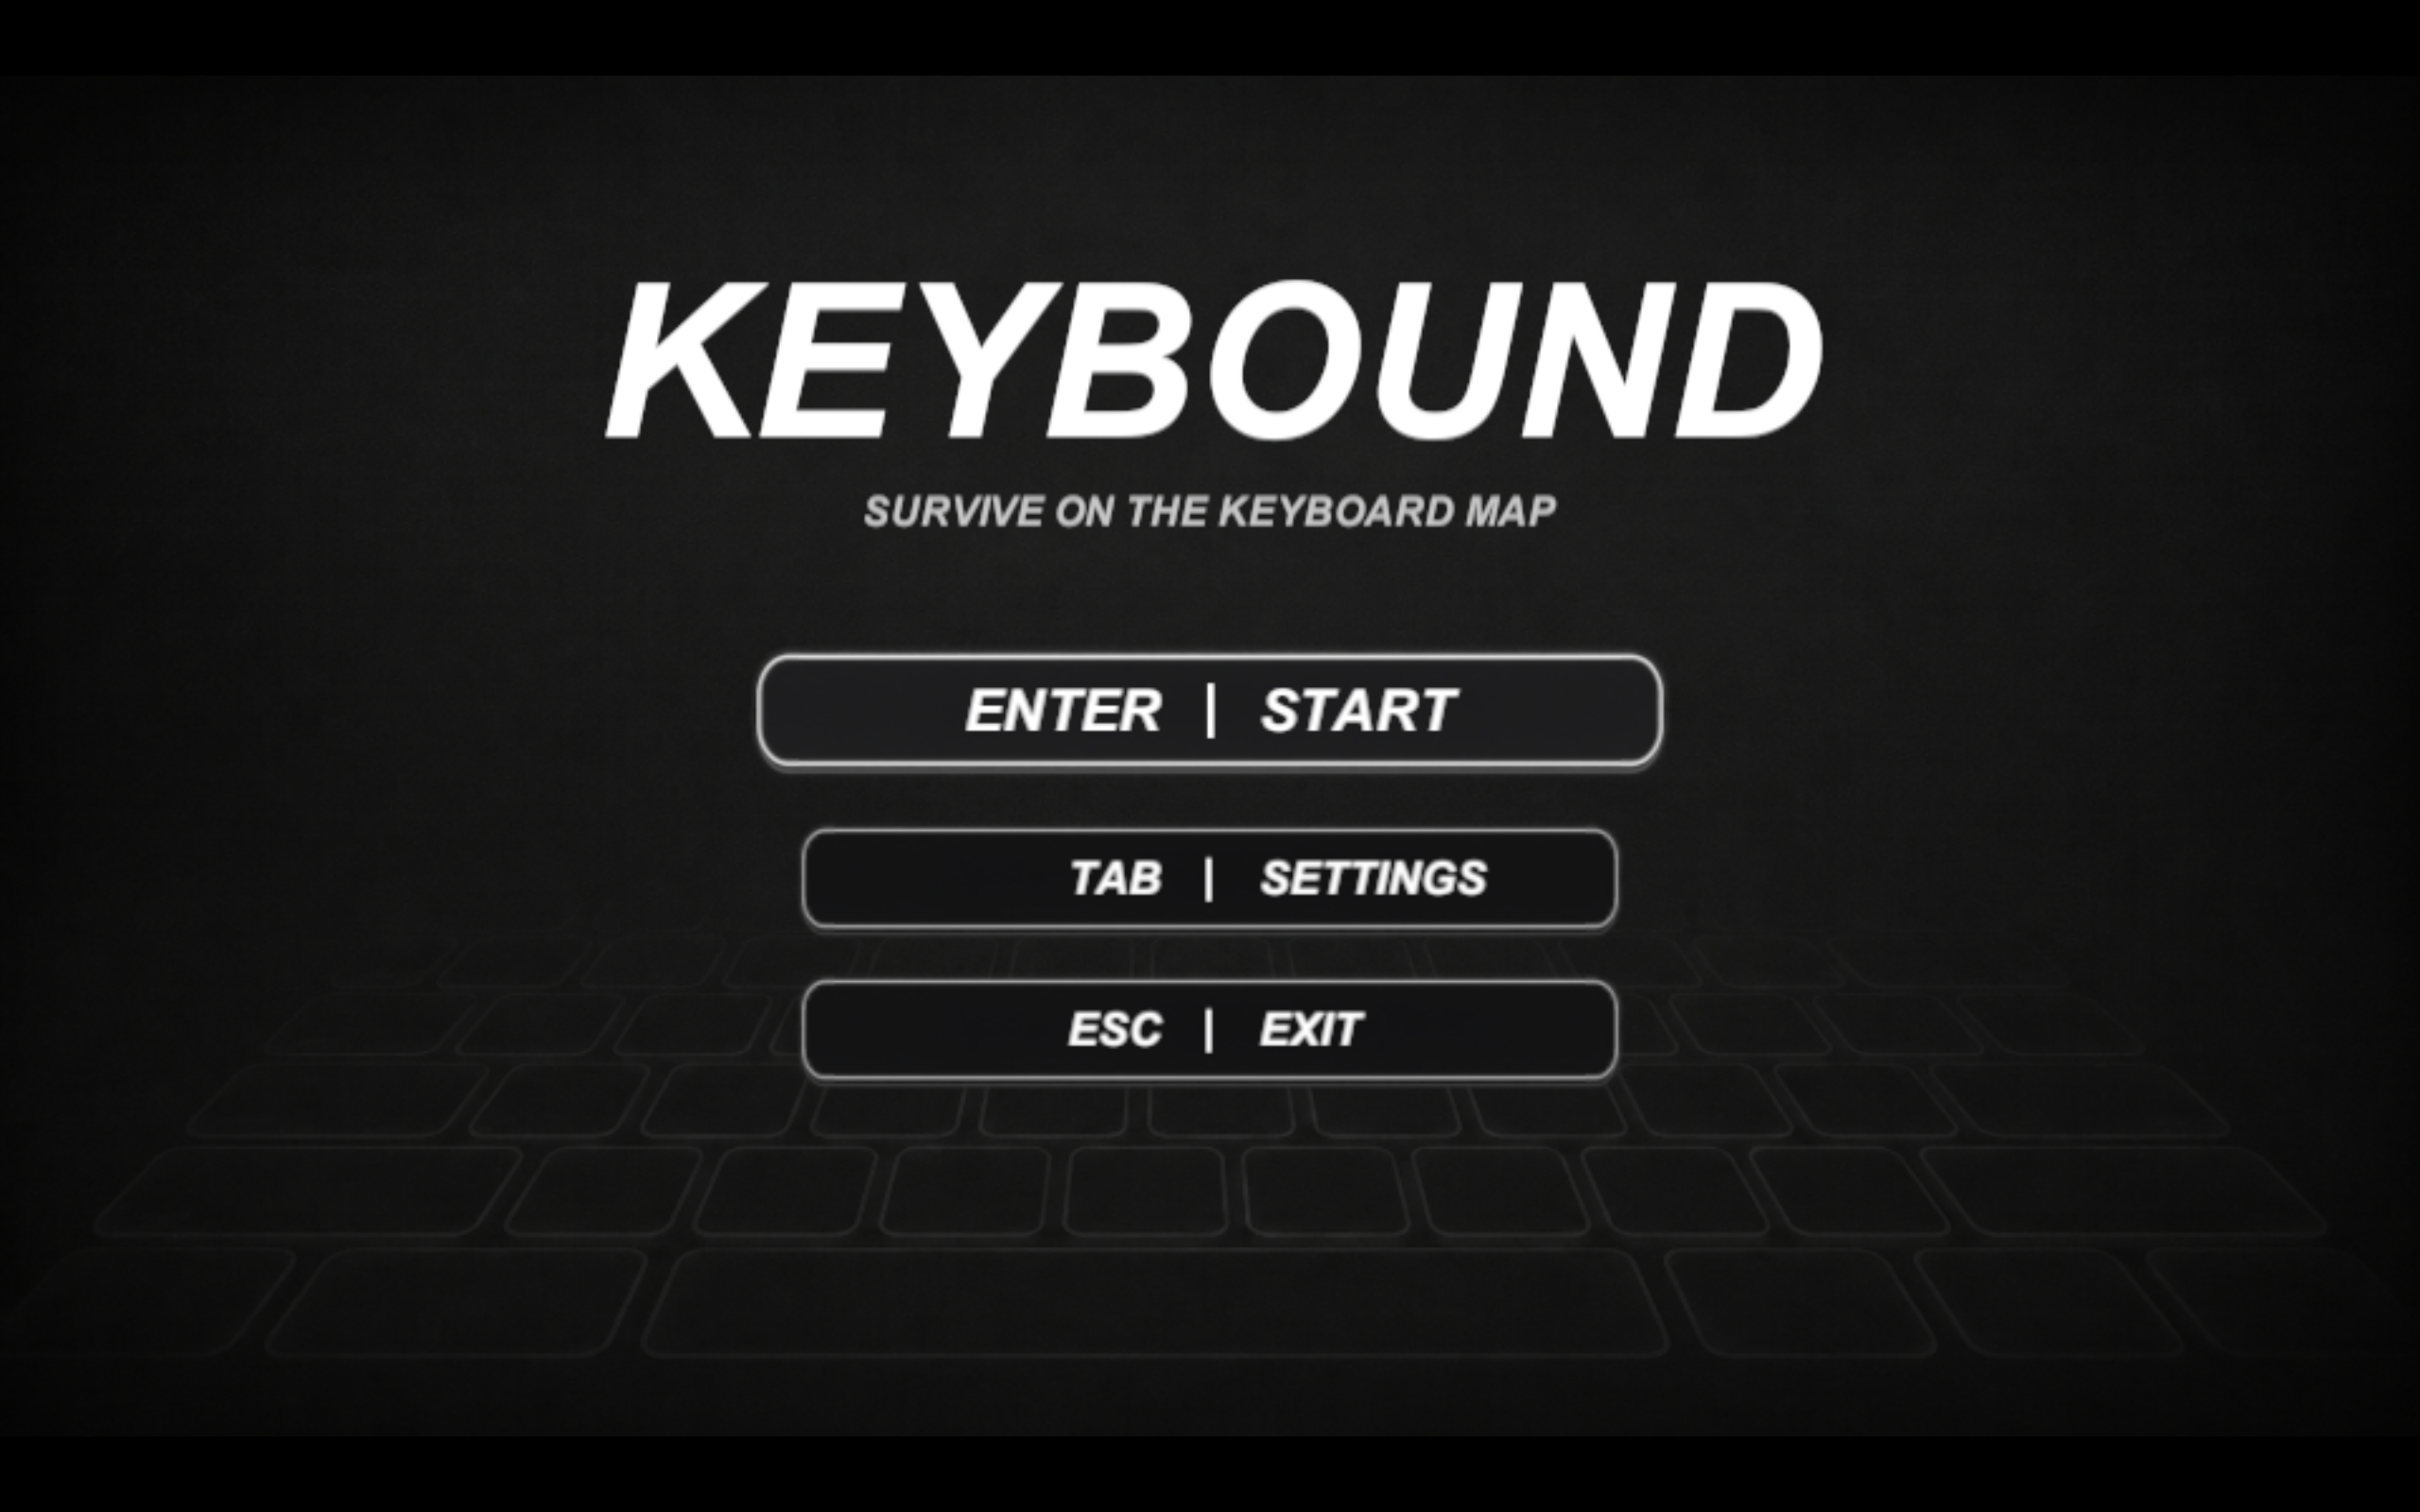 KEYBOUND
SURVIVE ON THE KEYBOARD MAP
ENTER | START
TAB | SETTINGS
ESC | EXIT